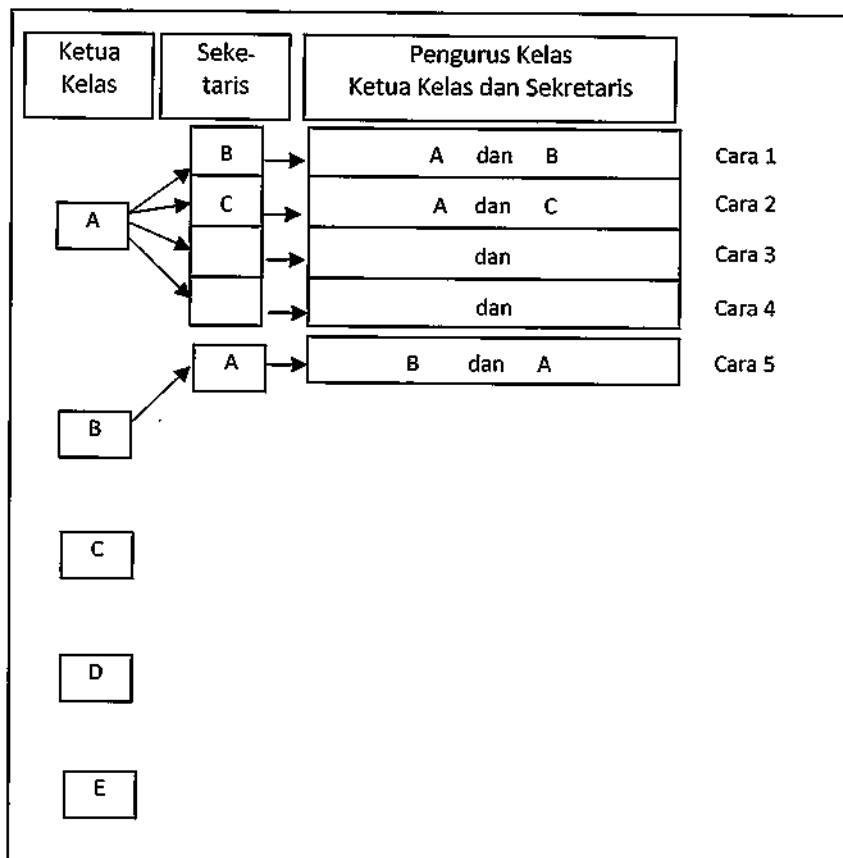 Ketua
Kelas
Seke-
taris
Pengurus Kelas
Ketua Kelas dan Sekretaris
B
A dan B
Cara 1
A
C
A dan C
Cara 2
dan
Cara 3
dan
Cara 4
A
B dan A
Cara 5
B
C
D
E